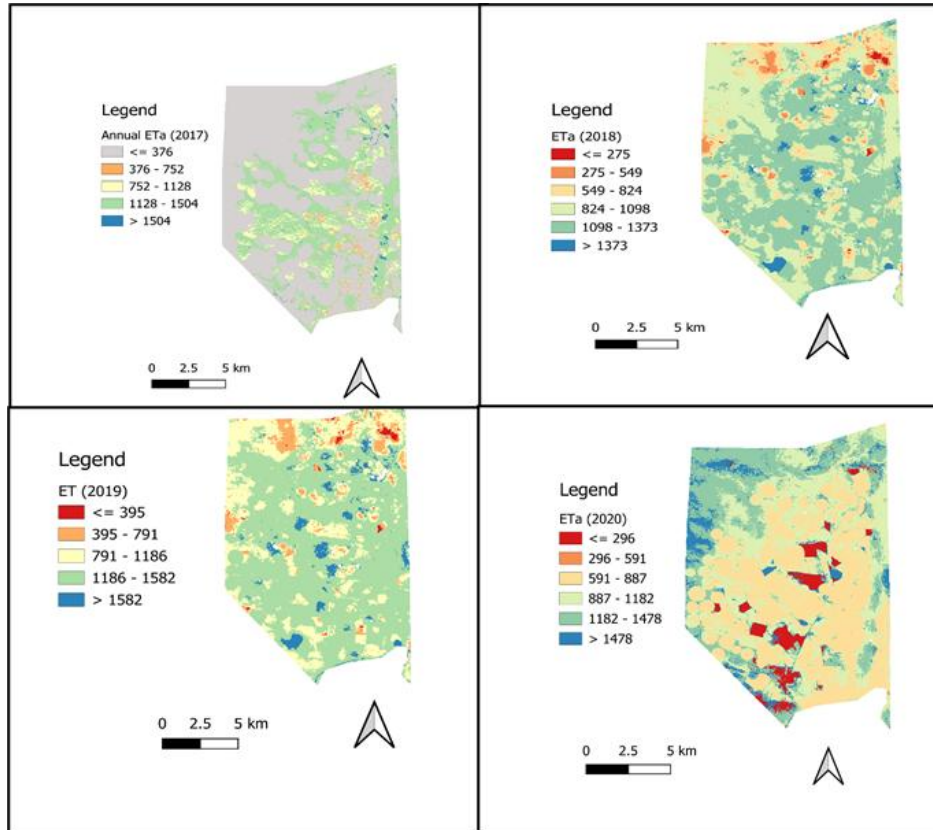 Legend
Annual ETa (2017)
<= 376
376 - 752
752 - 1128
1128 - 1504
> 1504
0 2.5 5 km
Legend
ETa (2018)
<= 275
275 - 549
549 - 824
824 - 1098
1098 - 1373
> 1373
0 2.5 5 km
Legend
ET (2019)
<= 395
395 - 791
791 - 1186
1186 - 1582
> 1582
0 2.5 5 km
Legend
ETa (2020)
<= 296
296 - 591
591 - 887
887 - 1182
1182 - 1478
> 1478
0 2.5 5 km